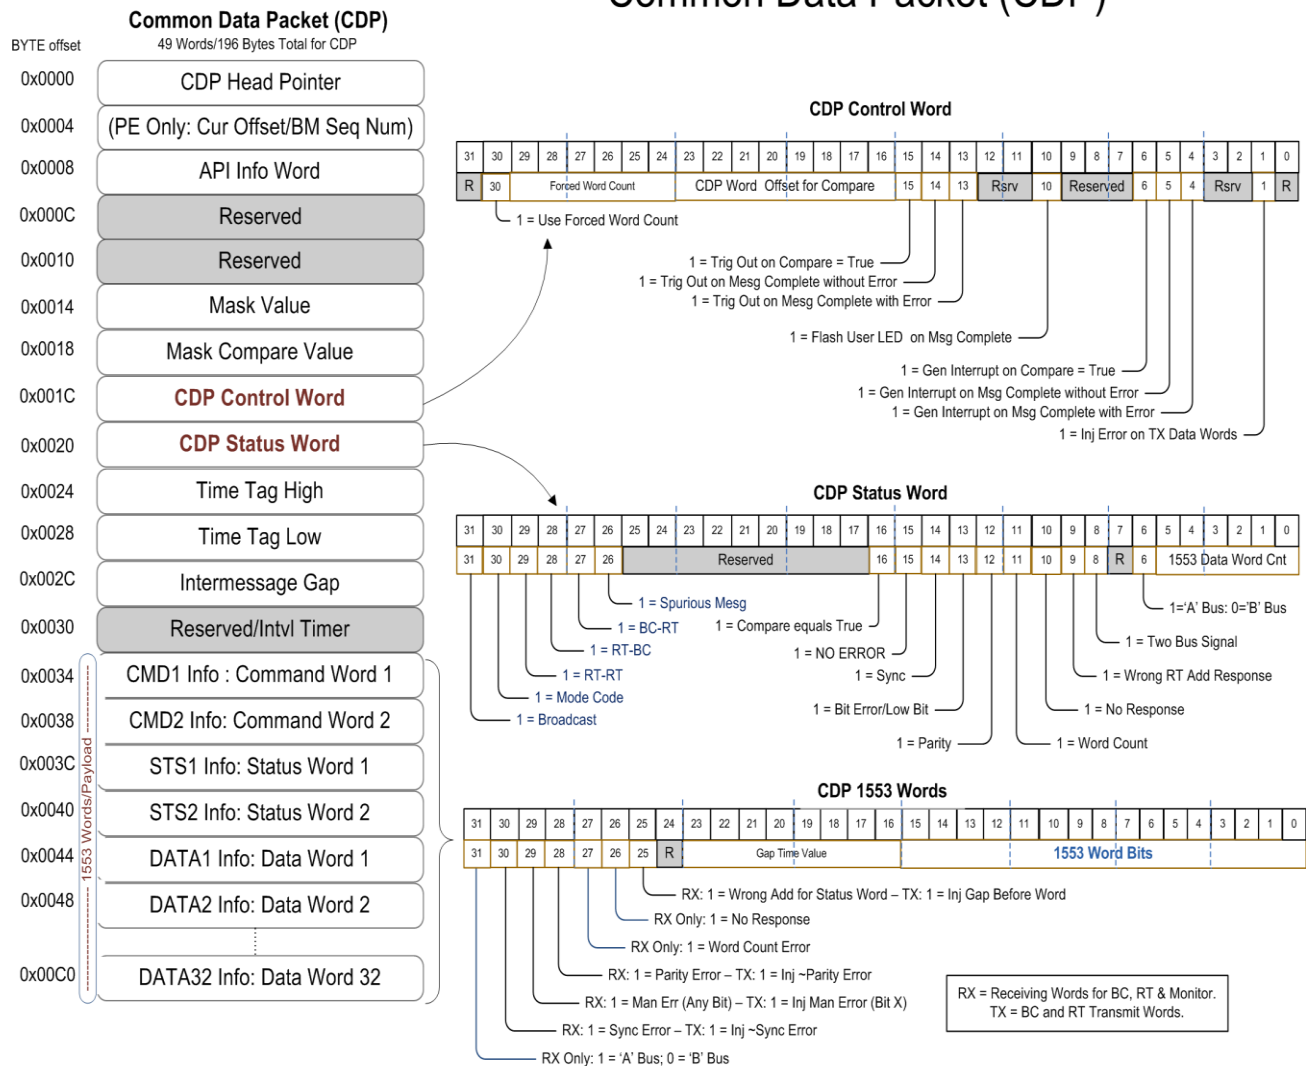 Common Data Packet (CDP)
Common Data Packet (CDP)
49 Words/196 Bytes Total for CDP
BYTE offset
0x0000 CDP Head Pointer
0x0004 (PE Only: Cur Offset/BM Seq Num)
0x0008 API Info Word
0x000C Reserved
0x0010 Reserved
0x0014 Mask Value
0x0018 Mask Compare Value
0x001C CDP Control Word
0x0020 CDP Status Word
0x0024 Time Tag High
0x0028 Time Tag Low
0x002C Intermessage Gap
0x0030 Reserved/Intvl Timer
0x0034 CMD1 Info : Command Word 1
0x0038 CMD2 Info: Command Word 2
0x003C STS1 Info: Status Word 1
0x0040 STS2 Info: Status Word 2
0x0044 DATA1 Info: Data Word 1
0x0048 DATA2 Info: Data Word 2
0x00C0 DATA32 Info: Data Word 32
1553 Words/Payload
CDP Control Word
31 30 29 28 27 26 25 24 23 22 21 20 19 18 17 16 15 14 13 12 11 10 9 8 7 6 5 4 3 2 1 0
R 30 Forced Word Count CDP Word Offset for Compare 15 14 13 Rsrv 10 Reserved 6 5 4 Rsrv 1 R
1 = Use Forced Word Count
1 = Trig Out on Compare = True
1 = Trig Out on Mesg Complete without Error
1 = Trig Out on Mesg Complete with Error
1 = Flash User LED on Msg Complete
1 = Gen Interrupt on Compare = True
1 = Gen Interrupt on Msg Complete without Error
1 = Gen Interrupt on Msg Complete with Error
1 = Inj Error on TX Data Words
CDP Status Word
31 30 29 28 27 26 25 24 23 22 21 20 19 18 17 16 15 14 13 12 11 10 9 8 7 6 5 4 3 2 1 0
31 30 29 28 27 26 Reserved 16 15 14 13 12 11 10 9 8 R 6 1553 Data Word Cnt
1 = Spurious Mesg
1 = BC-RT
1 = RT-BC
1 = RT-RT
1 = Mode Code
1 = Broadcast
1 = Compare equals True
1 = NO ERROR
1 = Sync
1 = Bit Error/Low Bit
1 = Parity
1='A' Bus: 0='B' Bus
1 = Two Bus Signal
1 = Wrong RT Add Response
1 = No Response
1 = Word Count
CDP 1553 Words
31 30 29 28 27 26 25 24 23 22 21 20 19 18 17 16 15 14 13 12 11 10 9 8 7 6 5 4 3 2 1 0
31 30 29 28 27 26 25 R Gap Time Value 1553 Word Bits
RX: 1 = Wrong Add for Status Word – TX: 1 = Inj Gap Before Word
RX Only: 1 = No Response
RX Only: 1 = Word Count Error
RX: 1 = Parity Error – TX: 1 = Inj ~Parity Error
RX: 1 = Man Err (Any Bit) – TX: 1 = Inj Man Error (Bit X)
RX: 1 = Sync Error – TX: 1 = Inj ~Sync Error
RX Only: 1 = 'A' Bus; 0 = 'B' Bus
RX = Receiving Words for BC, RT & Monitor.
TX = BC and RT Transmit Words.